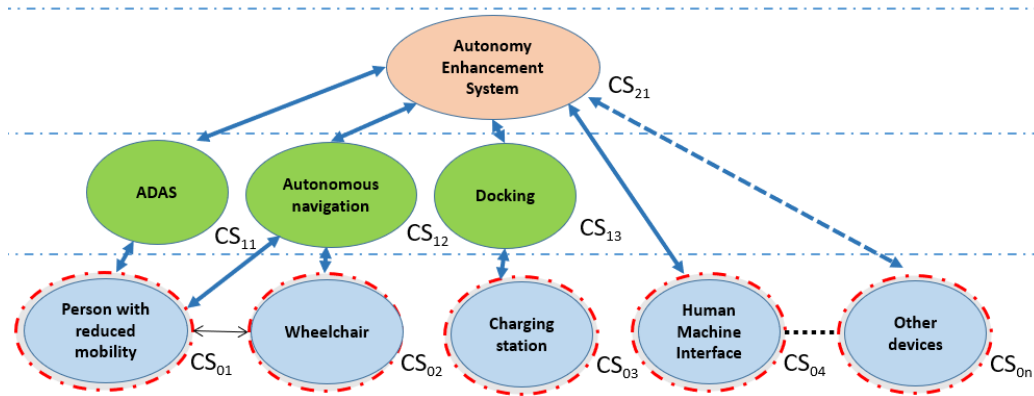 Autonomy
Enhancement
System
CS21
ADAS
CS11
Autonomous
navigation
CS12
Docking
CS13
Person with
reduced
mobility
CS01
Wheelchair
CS02
Charging
station
CS03
Human
Machine
Interface
CS04
Other
devices
CS0n